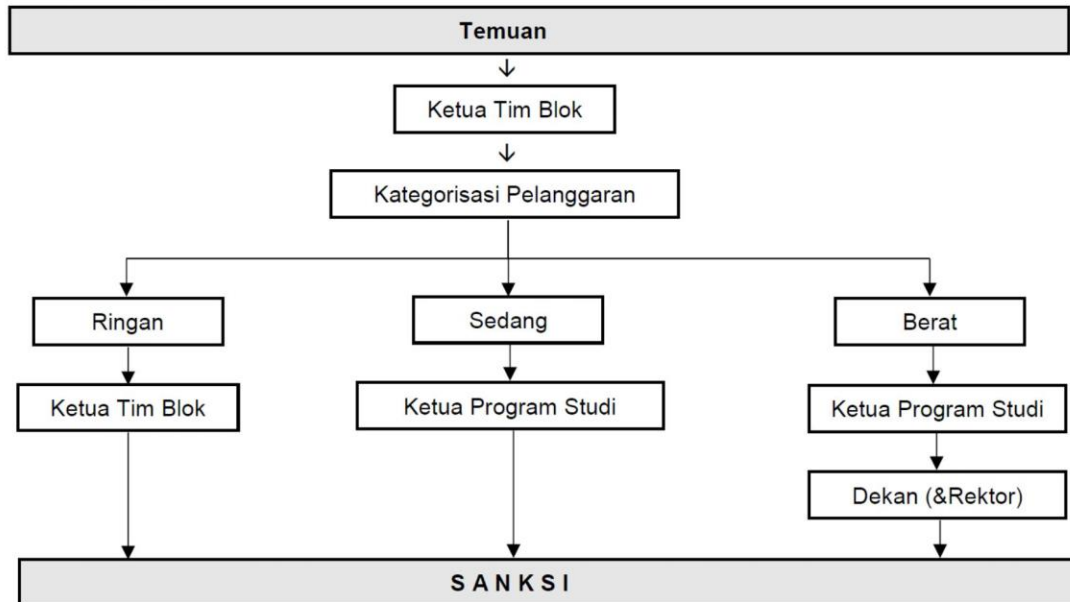 Temuan
Ketua Tim Blok
Kategorisasi Pelanggaran
Ringan
Sedang
Berat
Ketua Tim Blok
Ketua Program Studi
Ketua Program Studi
Dekan (&Rektor)
S A N K S I